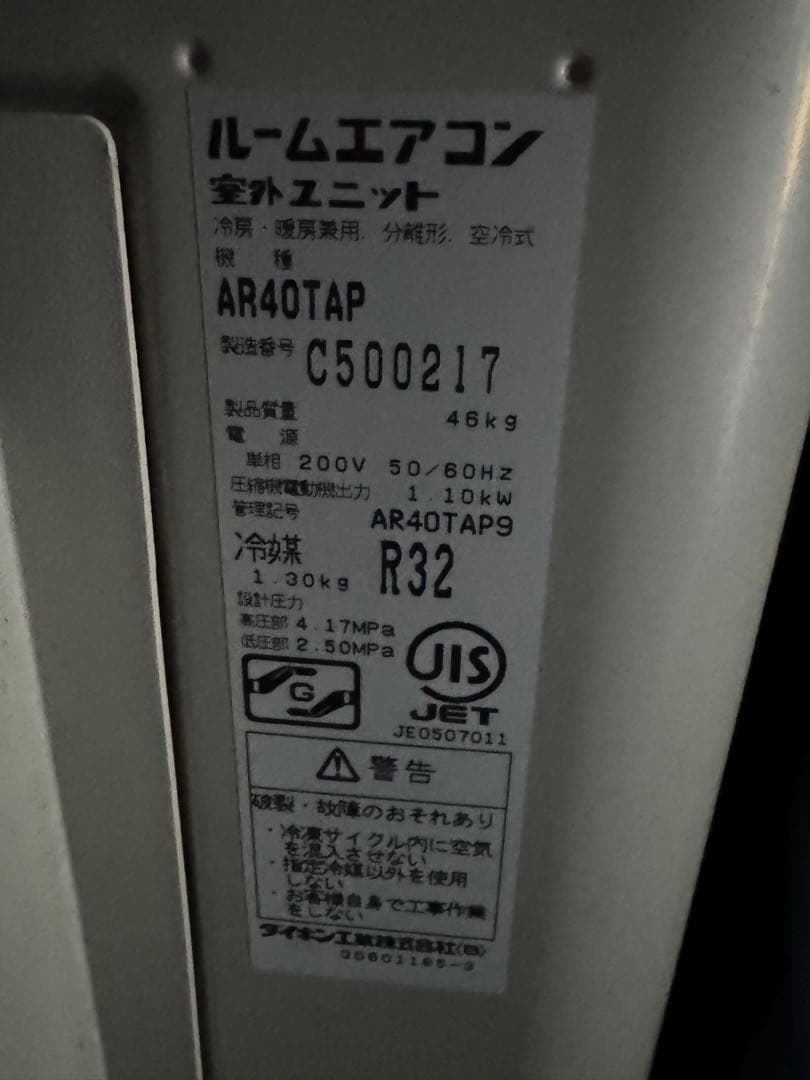 ルームエアコン
室外ユニット
冷房・暖房兼用、分離形、空冷式
機 種
AR40TAP
製造番号 C500217
製品質量 46kg
電 源
単相 200V 50/60Hz
圧縮機電動機出力 1.10kW
管理記号 AR40TAP9
冷媒 R32
1.30kg
設計圧力
高圧部 4.17MPa
低圧部 2.50MPa
G
JIS
JET
JE0507011
警告
破裂・故障のおそれあり
・冷凍サイクル内に空気
を混入させない
・指定冷媒以外を使用
しない
・お客様自身で工事作業
をしない
ダイキン工業株式会社